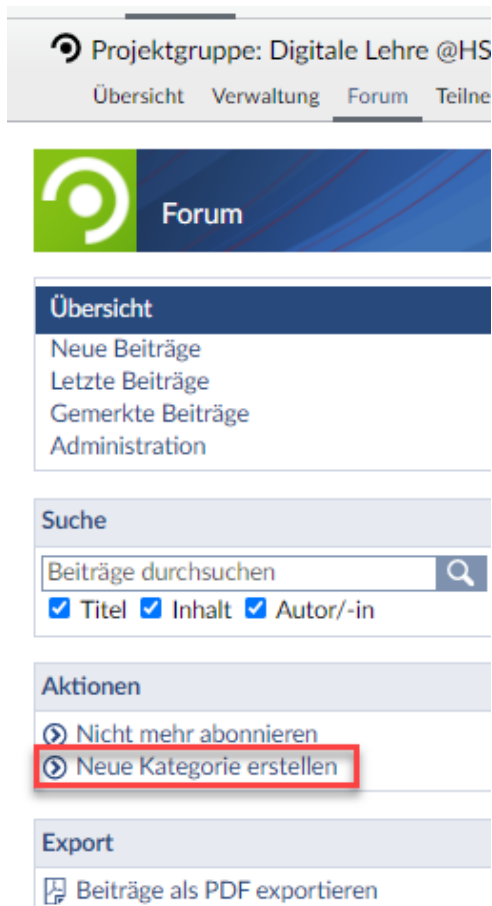 Projektgruppe: Digitale Lehre @HS
Übersicht Verwaltung Forum Teilne
Forum
Übersicht
Neue Beiträge
Letzte Beiträge
Gemerkte Beiträge
Administration
Suche
Beiträge durchsuchen
Titel Inhalt Autor/-in
Aktionen
Nicht mehr abonnieren
Neue Kategorie erstellen
Export
Beiträge als PDF exportieren